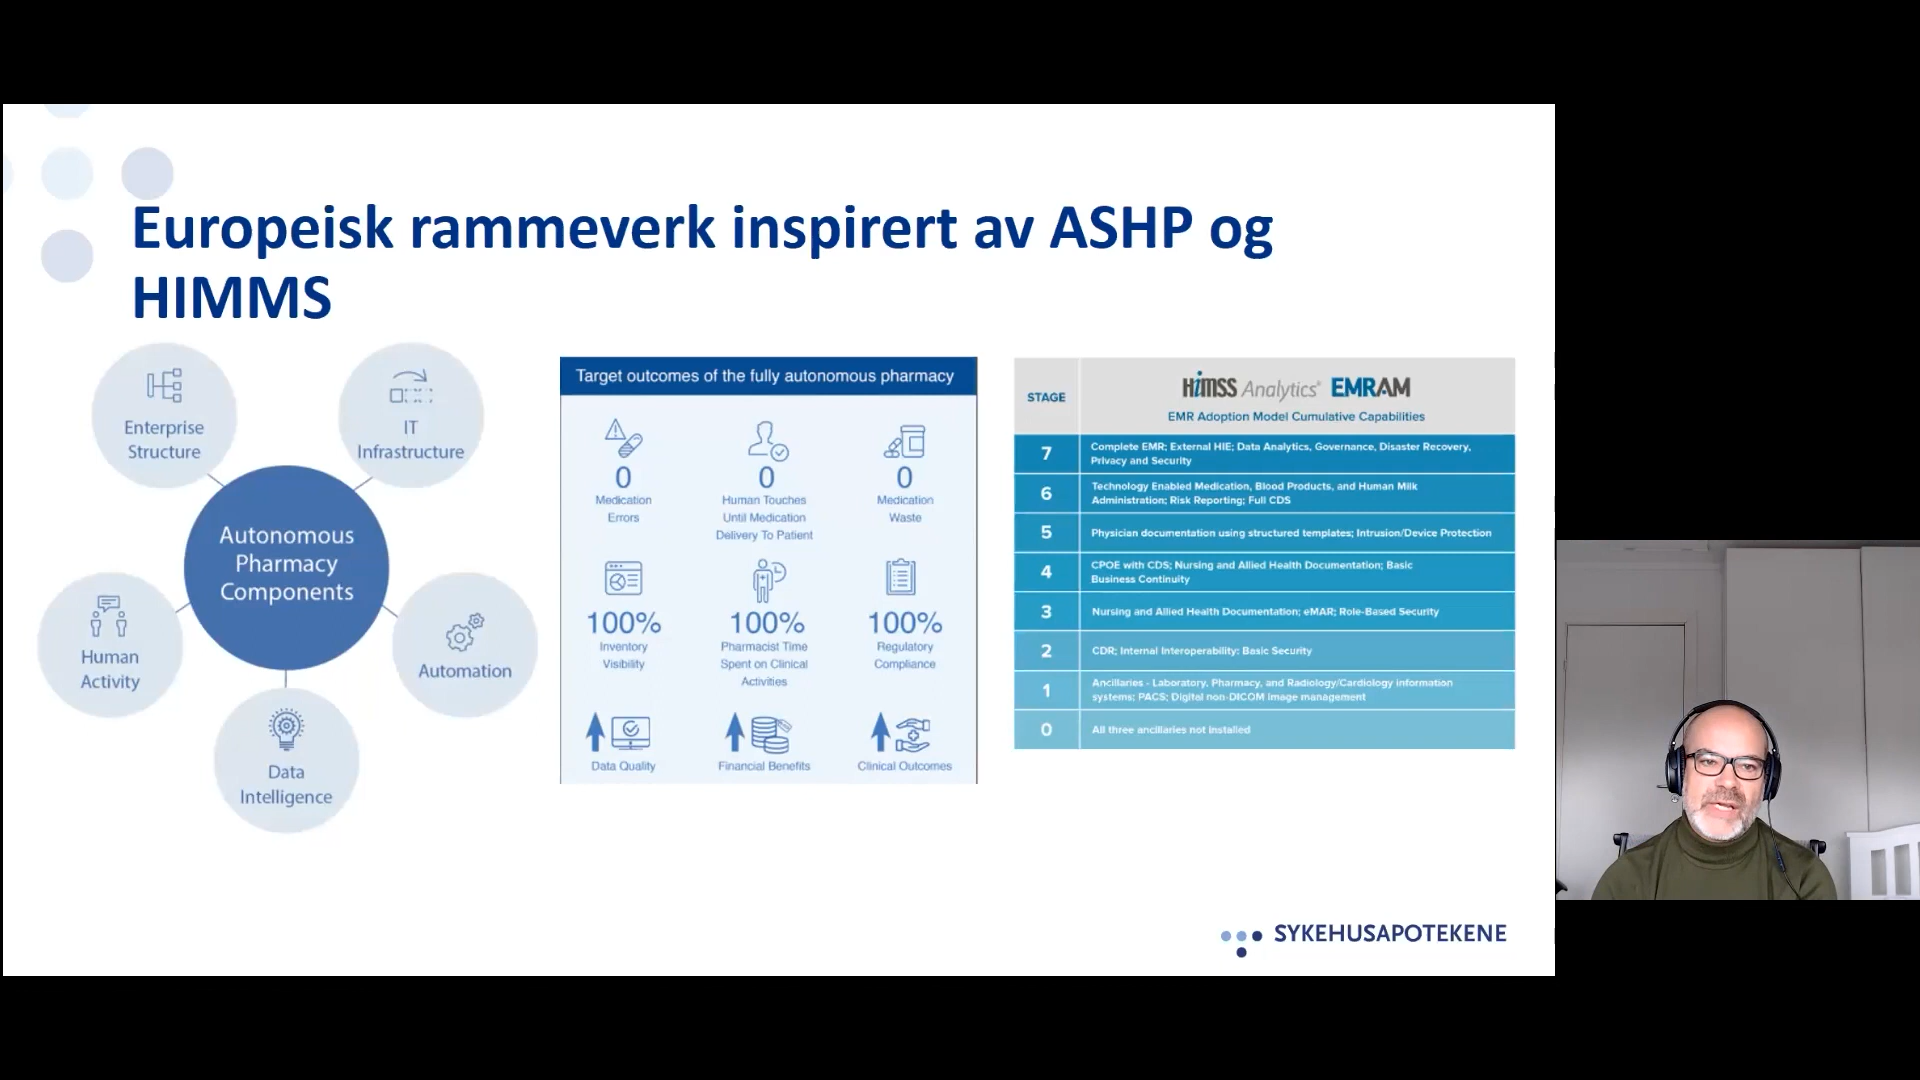 Europeisk rammeverk inspirert av ASHP og
HIMMS
Enterprise
Structure
IT
Infrastructure
Autonomous
Pharmacy
Components
Human
Activity
Automation
Data
Intelligence
Target outcomes of the fully autonomous pharmacy
0
Medication
Errors
0
Human Touches
Until Medication
Delivery To Patient
0
Medication
Waste
100%
Inventory
Visibility
100%
Pharmacist Time
Spent on Clinical
Activities
100%
Regulatory
Compliance
Data Quality
Financial Benefits
Clinical Outcomes
STAGE
HiMSS Analytics® EMRAM
EMR Adoption Model Cumulative Capabilities
7
Complete EMR; External HIE; Data Analytics, Governance, Disaster Recovery,
Privacy and Security
6
Technology Enabled Medication, Blood Products, and Human Milk
Administration; Risk Reporting; Full CDS
5
Physician documentation using structured templates; Intrusion/Device Protection
4
CPOE with CDS; Nursing and Allied Health Documentation; Basic
Business Continuity
3
Nursing and Allied Health Documentation; eMAR; Role-Based Security
2
CDR; Internal Interoperability: Basic Security
1
Ancillaries - Laboratory, Pharmacy, and Radiology/Cardiology information
systems; PACS; Digital non-DICOM image management
0
All three ancillaries not installed
SYKEHUSAPOTEKENE